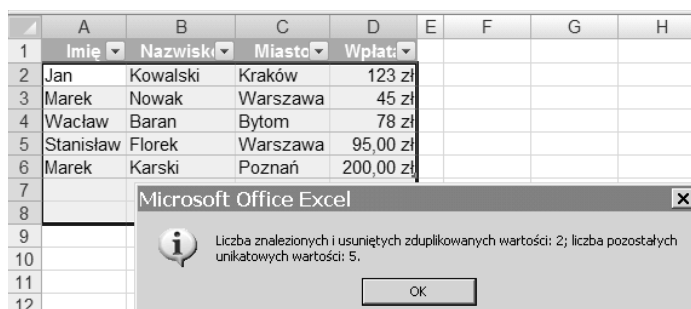 A B C D E F G H
1 Imię Nazwisko Miasto Wpłata
2 Jan Kowalski Kraków 123 zł
3 Marek Nowak Warszawa 45 zł
4 Wacław Baran Bytom 78 zł
5 Stanisław Florek Warszawa 95,00 zł
6 Marek Karski Poznań 200,00 zł
7
Microsoft Office Excel
8
9
Liczba znalezionych i usuniętych zduplikowanych wartości: 2; liczba pozostałych
unikatowych wartości: 5.
10
11
OK
12